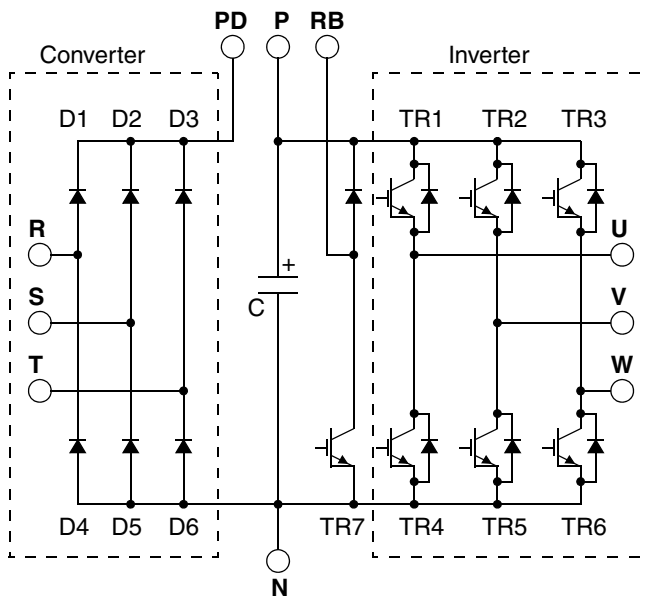 PD P RB
Converter Inverter
D1 D2 D3 TR1 TR2 TR3
R
U
S
+
C
V
T
W
D4 D5 D6 TR7 TR4 TR5 TR6
N